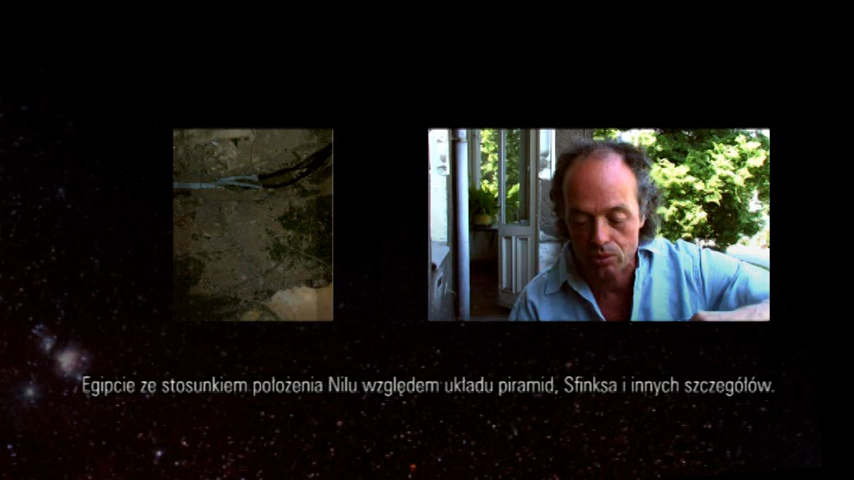 Egipcie ze stosunkiem położenia Nilu względem układu piramid, Sfinksa i innych szczegółów.